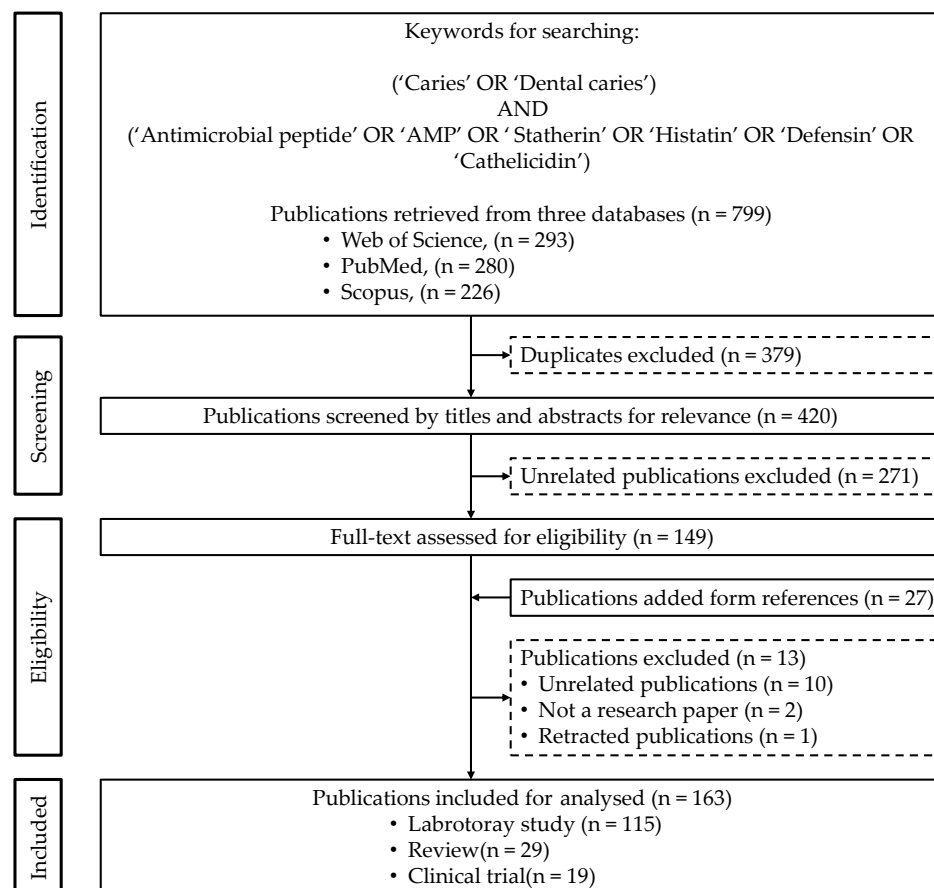 Identification
Keywords for searching:
('Caries' OR 'Dental caries')
AND
('Antimicrobial peptide' OR 'AMP' OR ' Statherin' OR 'Histatin' OR 'Defensin' OR
'Cathelicidin')
Publications retrieved from three databases (n = 799)
• Web of Science, (n = 293)
• PubMed, (n = 280)
• Scopus, (n = 226)
Screening
Duplicates excluded (n = 379)
Publications screened by titles and abstracts for relevance (n = 420)
Unrelated publications excluded (n = 271)
Eligibility
Full-text assessed for eligibility (n = 149)
Publications added form references (n = 27)
Publications excluded (n = 13)
• Unrelated publications (n = 10)
• Not a research paper (n = 2)
• Retracted publications (n = 1)
Included
Publications included for analysed (n = 163)
• Labrotoray study (n = 115)
• Review(n = 29)
• Clinical trial(n = 19)